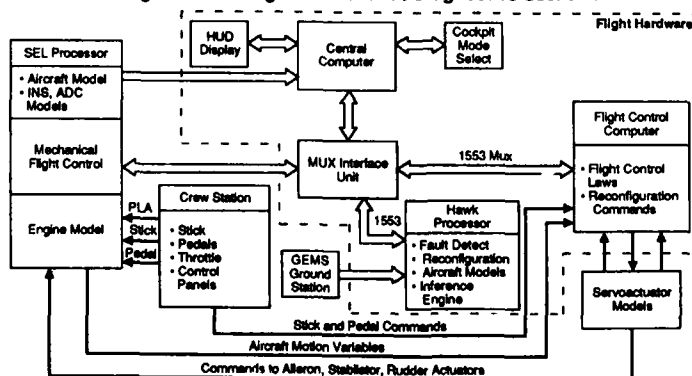 Flight Hardware
SEL Processor
• Aircraft Model
• INS, ADC
Models
Mechanical
Flight Control
Engine Model
HUD
Display
Central
Computer
Cockpit
Mode
Select
MUX Interface
Unit
1553 Mux
1553
Flight Control
Computer
• Flight Control
Laws
• Reconfiguration
Commands
PLA
Stick
Pedal
Crew Station
• Stick
• Pedals
• Throttle
• Control
Panels
GEMS
Ground
Station
Hawk
Processor
• Fault Detect
• Reconfiguration
• Aircraft Models
• Inference
Engine
Servoactuator
Models
Stick and Pedal Commands
Aircraft Motion Variables
Commands to Aileron, Stabilator, Rudder Actuators